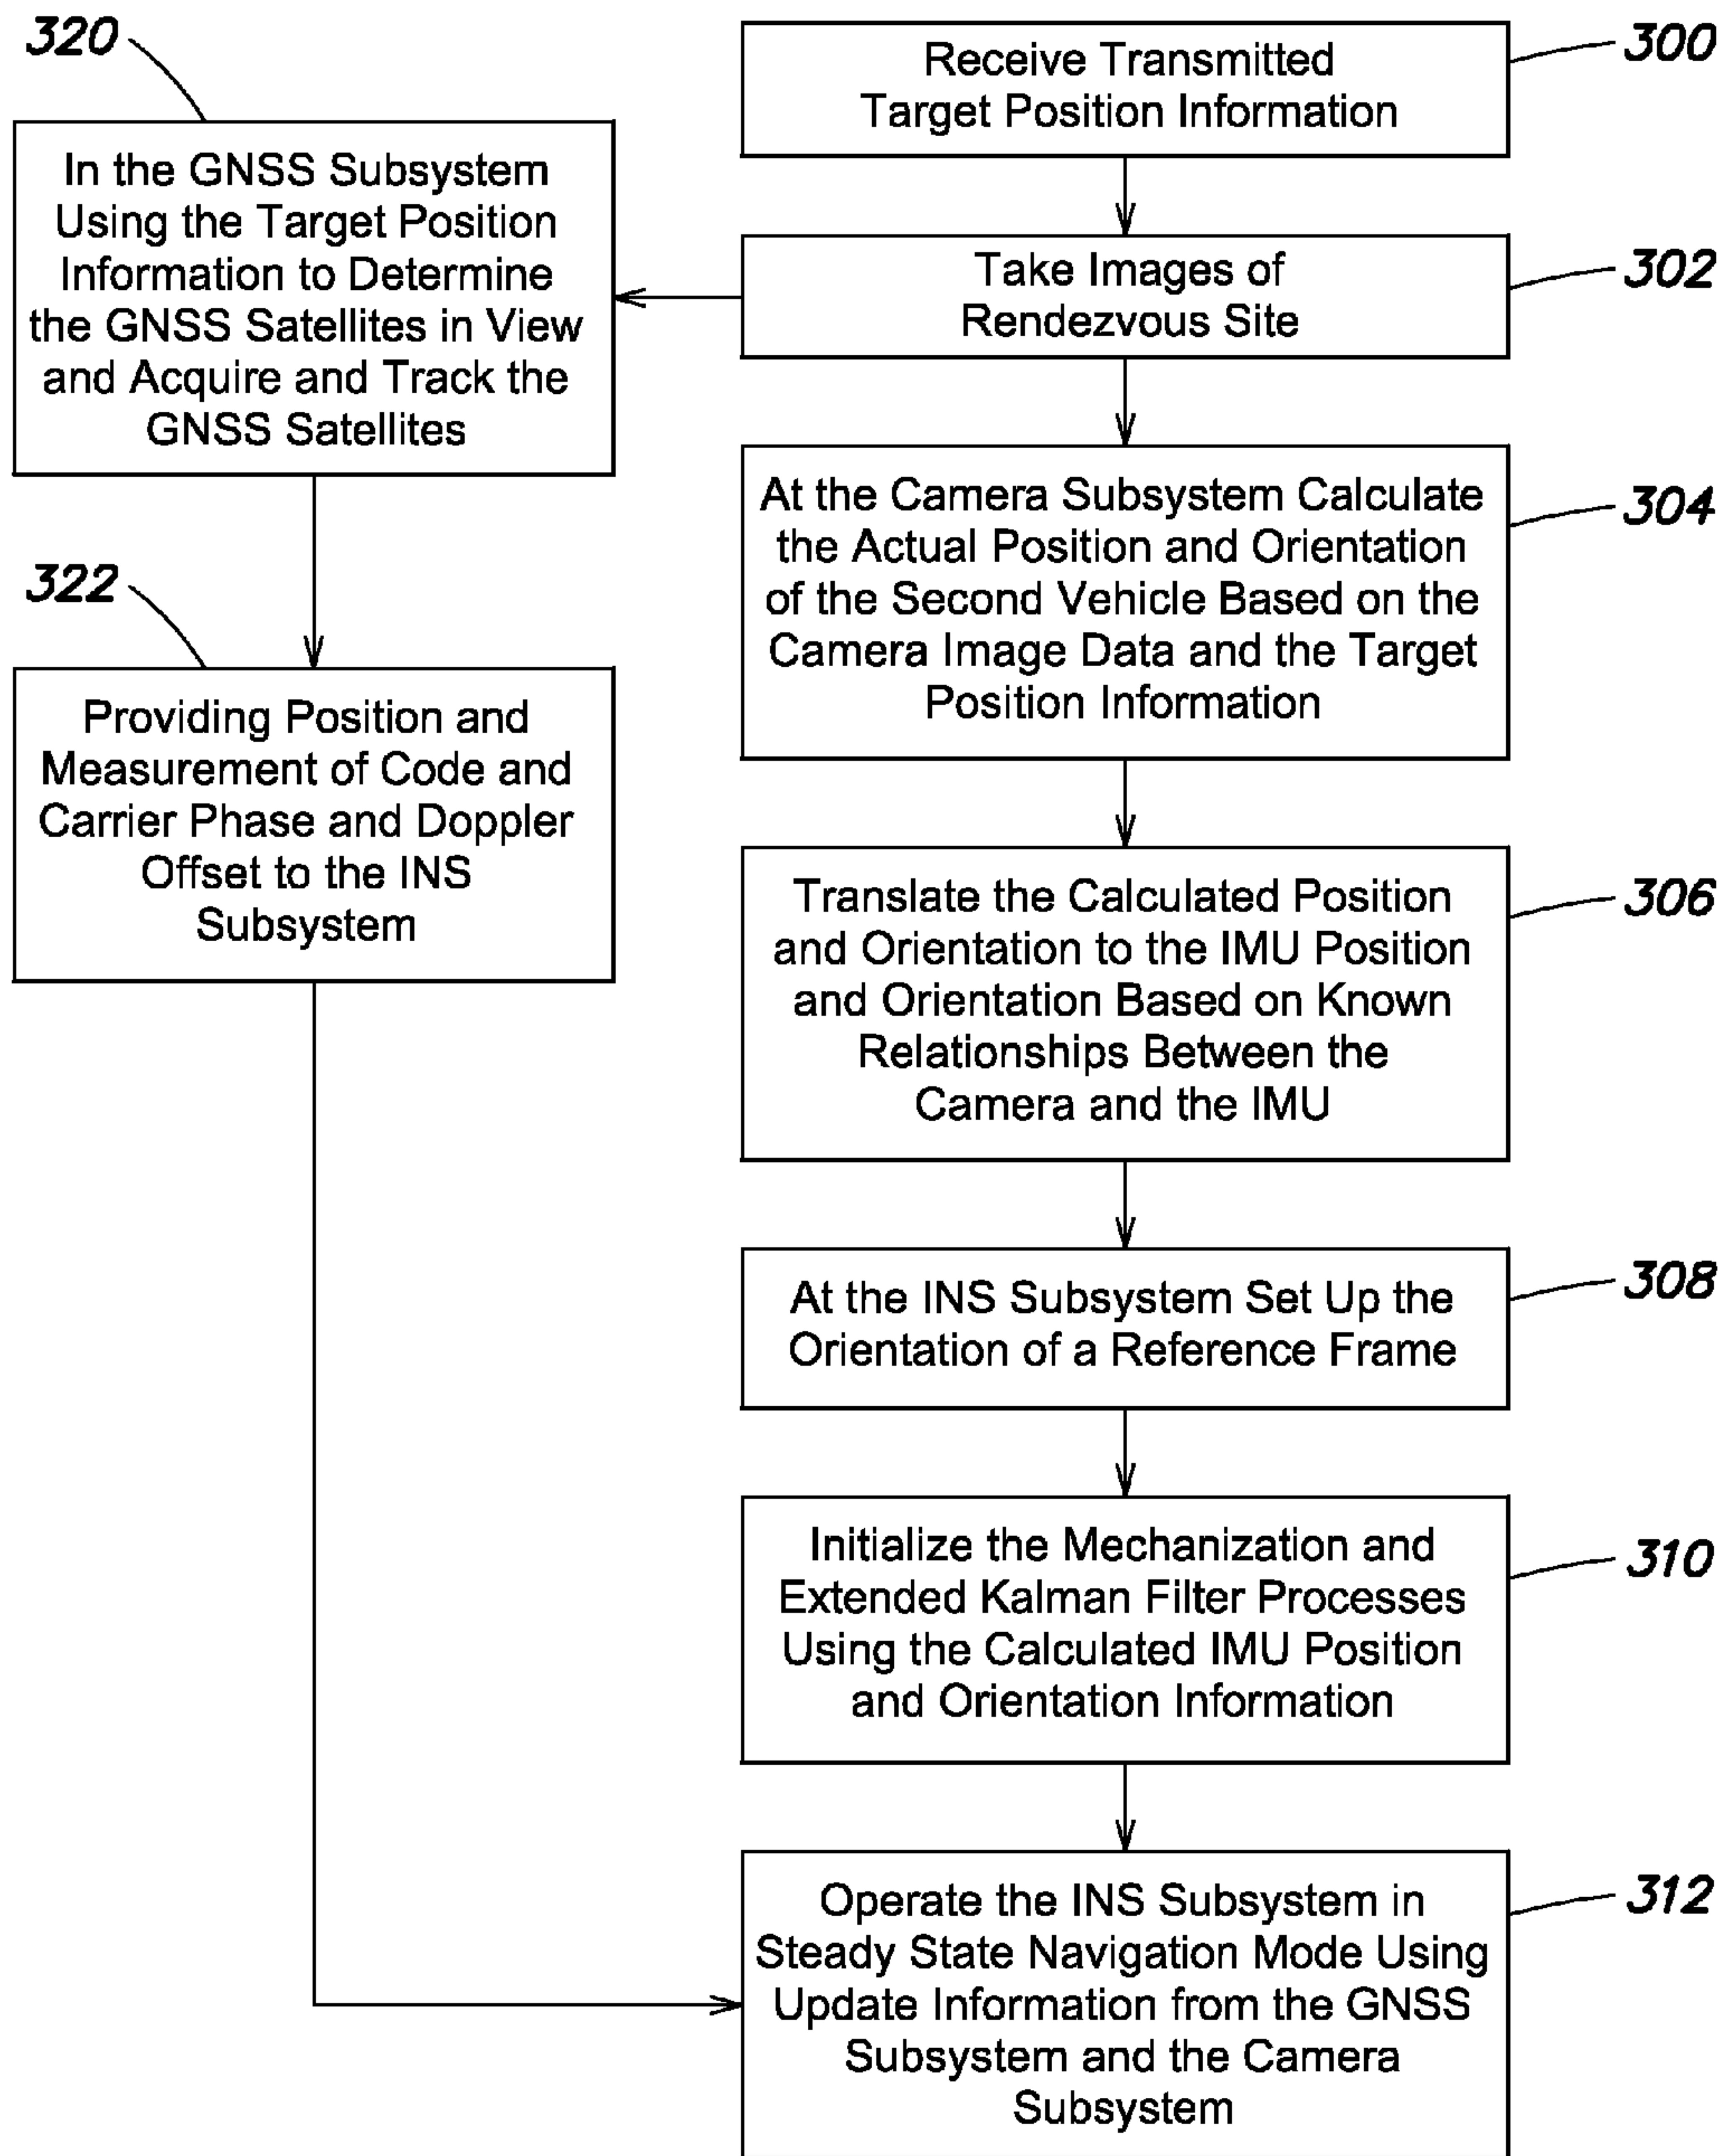 300
Receive Transmitted
Target Position Information
302
Take Images of
Rendezvous Site
320
In the GNSS Subsystem
Using the Target Position
Information to Determine
the GNSS Satellites in View
and Acquire and Track the
GNSS Satellites
322
Providing Position and
Measurement of Code and
Carrier Phase and Doppler
Offset to the INS
Subsystem
304
At the Camera Subsystem Calculate
the Actual Position and Orientation
of the Second Vehicle Based on the
Camera Image Data and the Target
Position Information
306
Translate the Calculated Position
and Orientation to the IMU Position
and Orientation Based on Known
Relationships Between the
Camera and the IMU
308
At the INS Subsystem Set Up the
Orientation of a Reference Frame
310
Initialize the Mechanization and
Extended Kalman Filter Processes
Using the Calculated IMU Position
and Orientation Information
312
Operate the INS Subsystem in
Steady State Navigation Mode Using
Update Information from the GNSS
Subsystem and the Camera
Subsystem